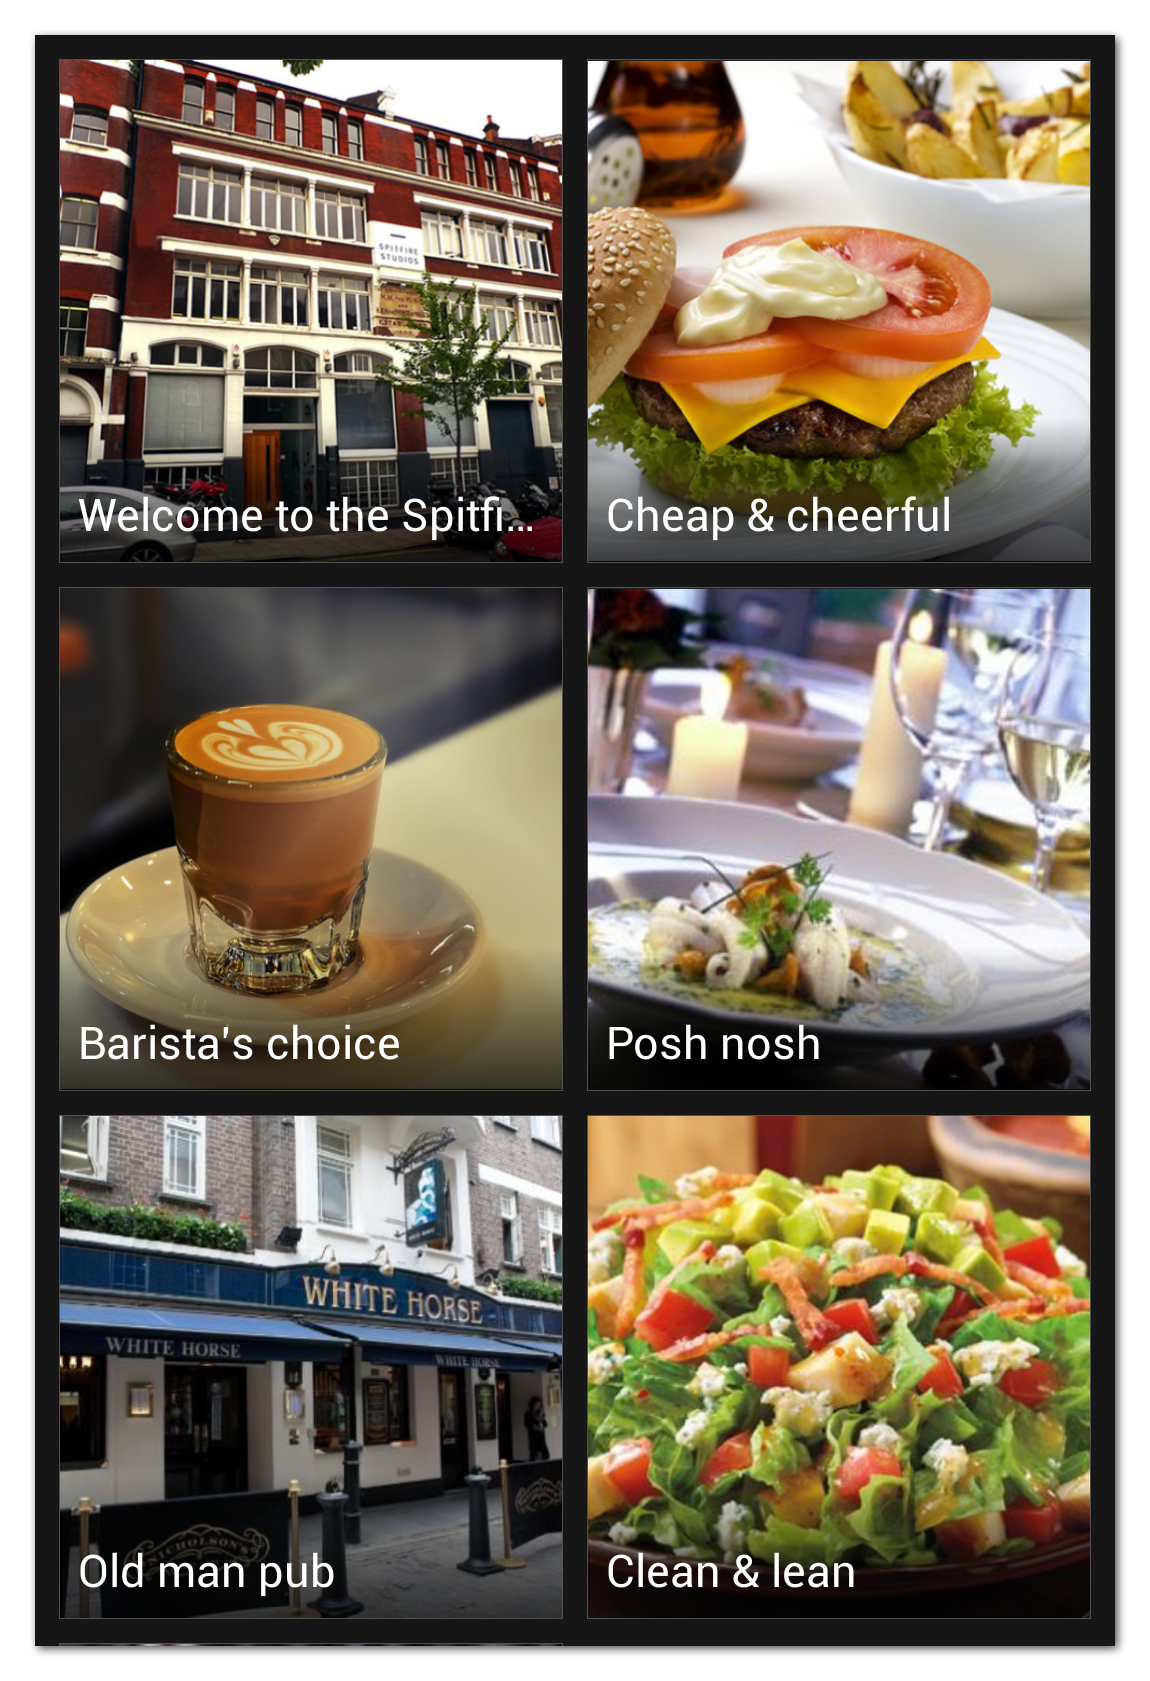 SPITFIRE
STUDIOS
Welcome to the Spitfi...
Cheap & cheerful
Barista's choice
Posh nosh
WHITE HORSE
WHITE HORSE
WHITE HORSE
NICHOLSON'S
Old man pub
Clean & lean